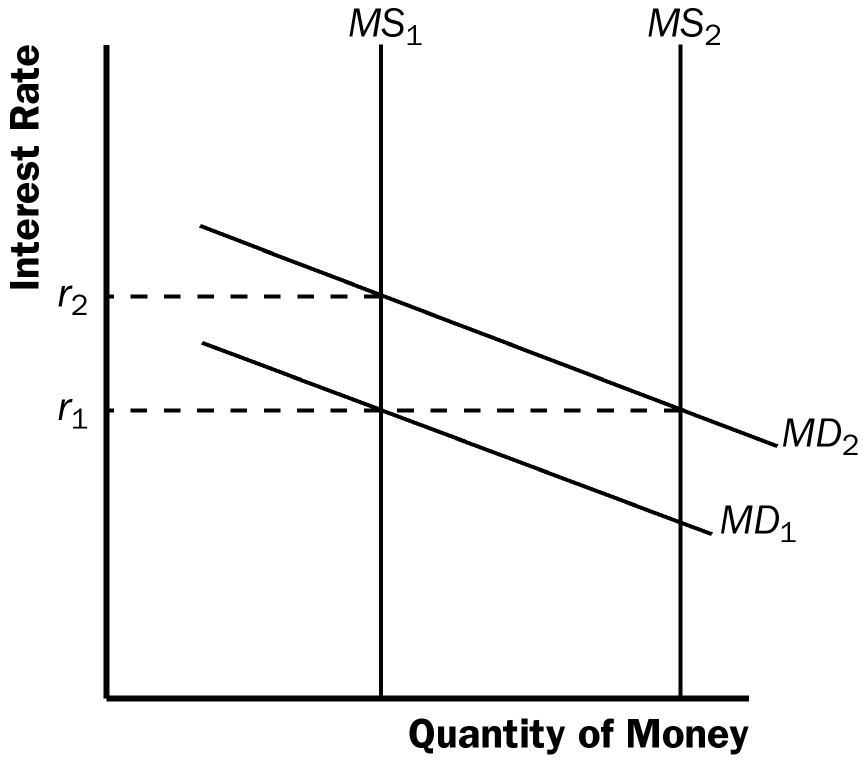 MS₁
MS₂
Interest Rate
r₂
r₁
MD₂
MD₁
Quantity of Money